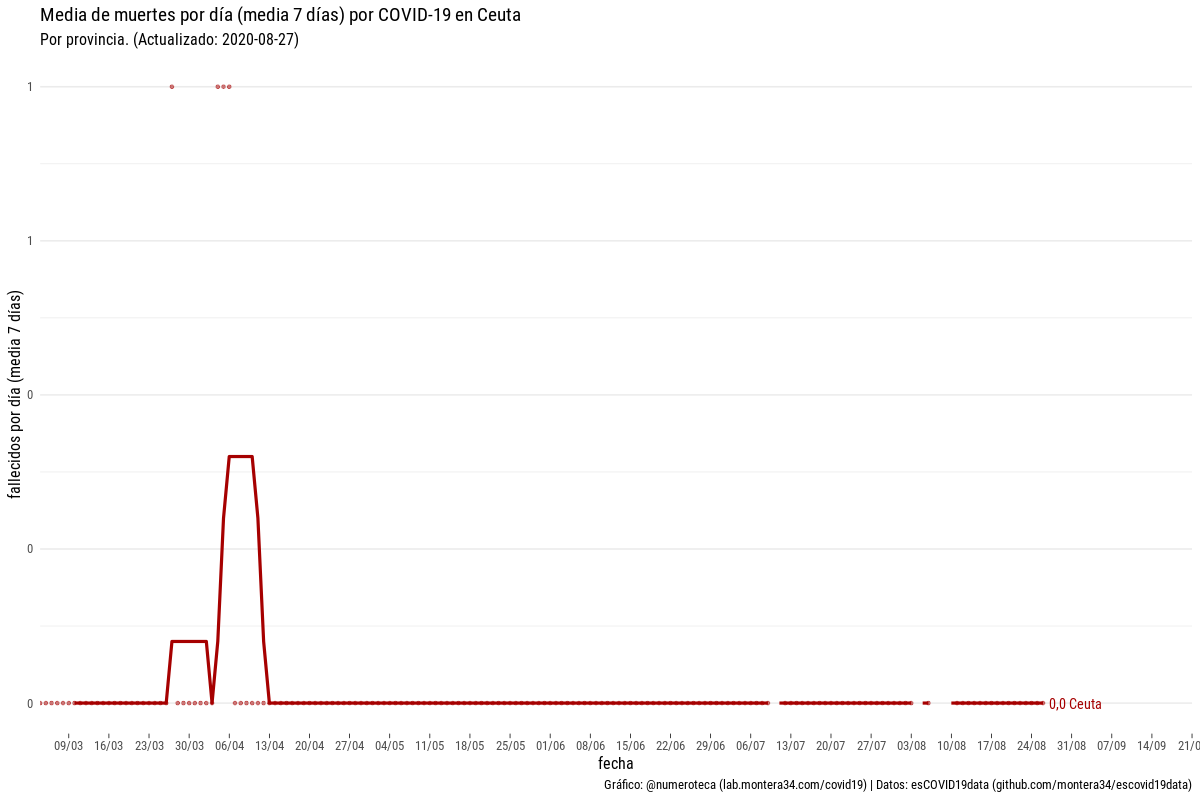 Media de muertes por día (media 7 días) por COVID-19 en Ceuta
Por provincia. (Actualizado: 2020-08-27)
1
1
0
0
0
fallecidos por día (media 7 días)
0,0 Ceuta
09/03 16/03 23/03 30/03 06/04 13/04 20/04 27/04 04/05 11/05 18/05 25/05 01/06 08/06 15/06 22/06 29/06 06/07 13/07 20/07 27/07 03/08 10/08 17/08 24/08 31/08 07/09 14/09 21/0
fecha
Gráfico: @numeroteca (lab.montera34.com/covid19) | Datos: esCOVID19data (github.com/montera34/escovid19data)